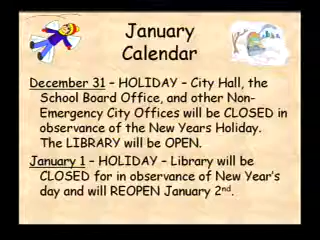 January
Calendar
December 31 – HOLIDAY – City Hall, the
School Board Office, and other Non-
Emergency City Offices will be CLOSED in
observance of the New Years Holiday.
The LIBRARY will be OPEN.
January 1 – HOLIDAY – Library will be
CLOSED for in observance of New Year's
day and will REOPEN January 2nd.